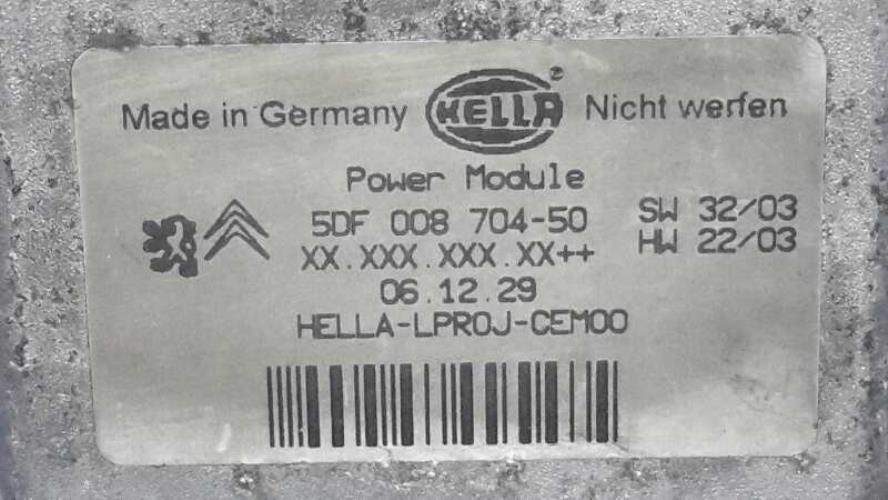 Made in Germany HELLA ® Nicht werfen
Power Module
5DF 008 704-50 SW 32/03
XX.XXX.XXX.XX++ HW 22/03
06.12.29
HELLA-LPROJ-CEM00